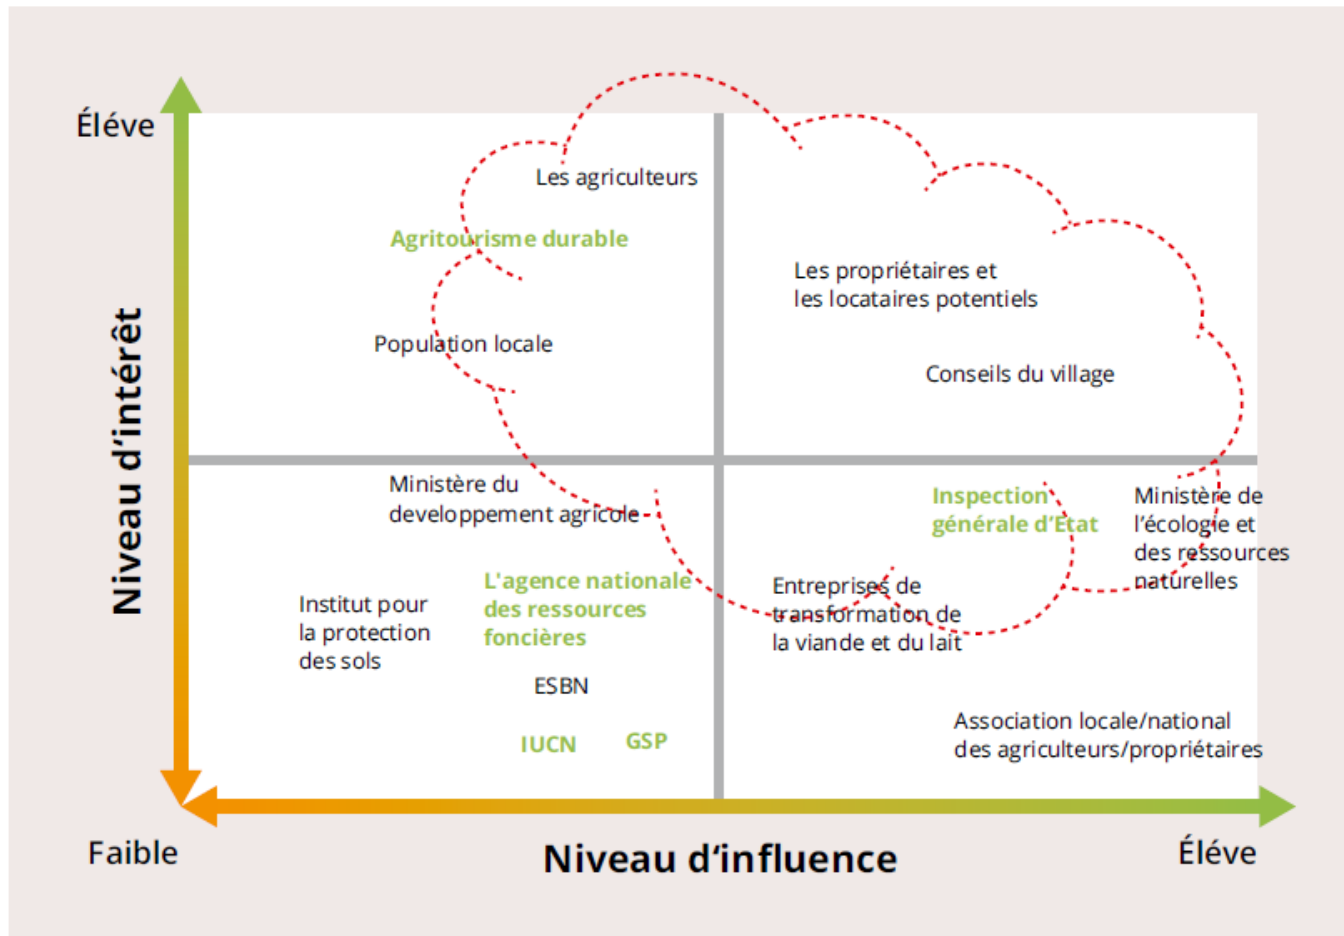 Éléve
Les agriculteurs
Agritourisme durable
Les propriétaires et
les locataires potentiels
Population locale
Conseils du village
Niveau d‘intérêt
Ministère du
developpement agricole
Inspection
générale d’Etat
Ministère de
l’écologie et
des ressources
naturelles
L'agence nationale
des ressources
foncières
Institut pour
la protection
des sols
Entreprises de
transformation de
la viande et du lait
ESBN
IUCN
GSP
Association locale/national
des agriculteurs/propriétaires
Faible
Niveau d‘influence
Éléve